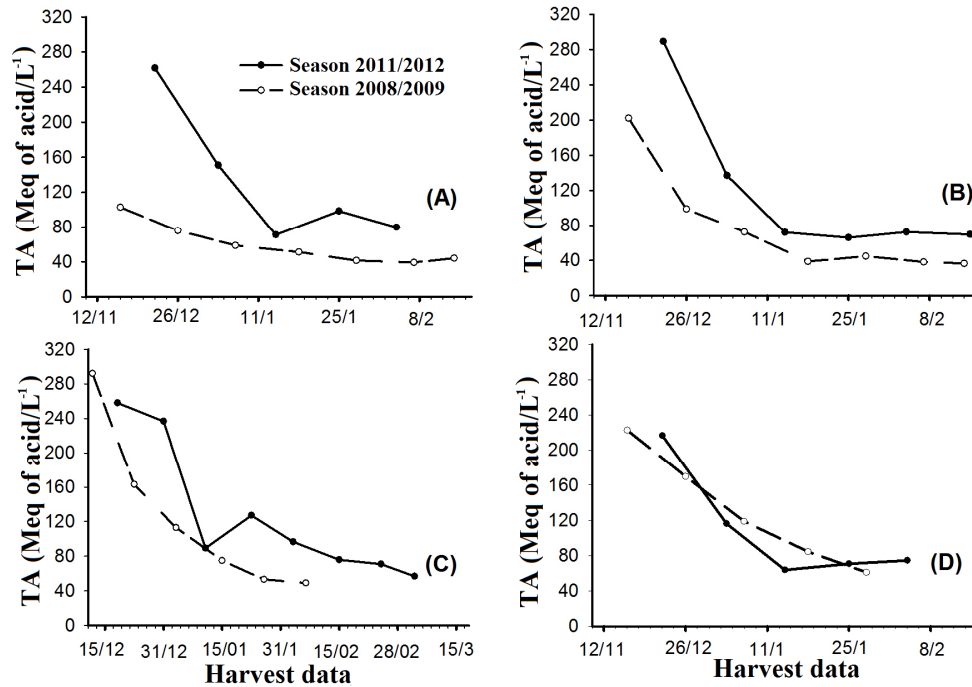 320
280
240
200
160
120
80
40
0
TA (Meq of acid/L⁻¹)
Season 2011/2012
Season 2008/2009
(A)
12/11 26/12 11/1 25/1 8/2
320
280
240
200
160
120
80
40
0
TA (Meq of acid/L⁻¹)
(B)
12/11 26/12 11/1 25/1 8/2
320
280
240
200
160
120
80
40
0
TA (Meq of acid/L⁻¹)
(C)
15/12 31/12 15/01 31/1 15/02 28/02 15/3
Harvest data
320
280
240
200
160
120
80
40
0
TA (Meq of acid/L⁻¹)
(D)
12/11 26/12 11/1 25/1 8/2
Harvest data